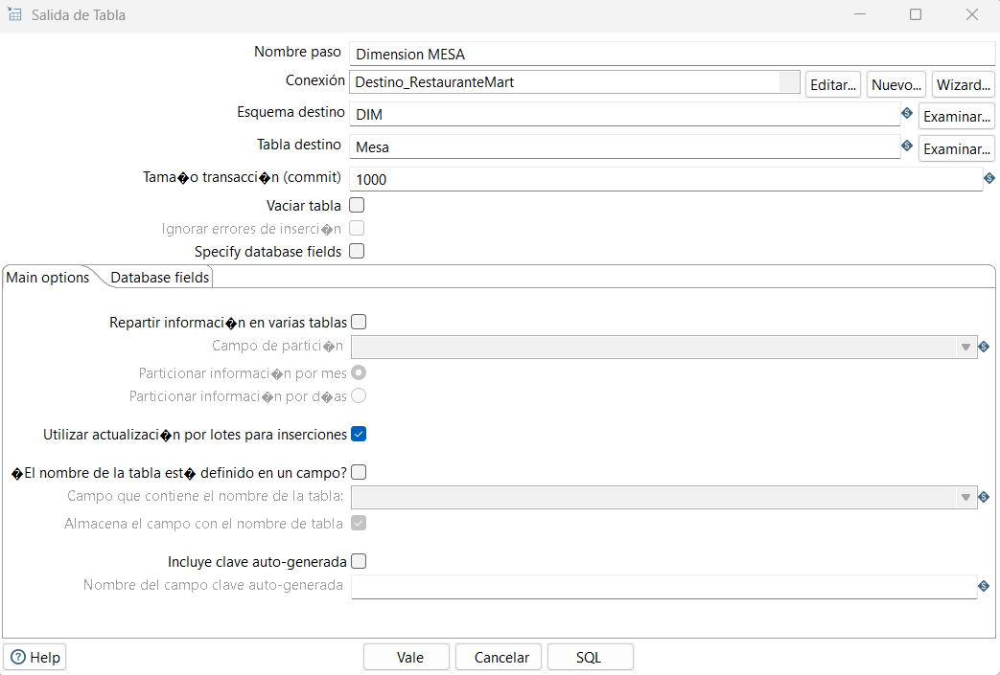 Salida de Tabla
Nombre paso Dimension MESA
Conexión Destino_RestauranteMart Editar... Nuevo... Wizard...
Esquema destino DIM Examinar...
Tabla destino Mesa Examinar...
Tama�o transacci�n (commit) 1000
Vaciar tabla
Ignorar errores de inserci�n
Specify database fields
Main options Database fields
Repartir informaci�n en varias tablas
Campo de partici�n
Particionar informaci�n por mes
Particionar informaci�n por d�as
Utilizar actualizaci�n por lotes para inserciones
�El nombre de la tabla est� definido en un campo?
Campo que contiene el nombre de la tabla:
Almacena el campo con el nombre de tabla
Incluye clave auto-generada
Nombre del campo clave auto-generada
Help Vale Cancelar SQL